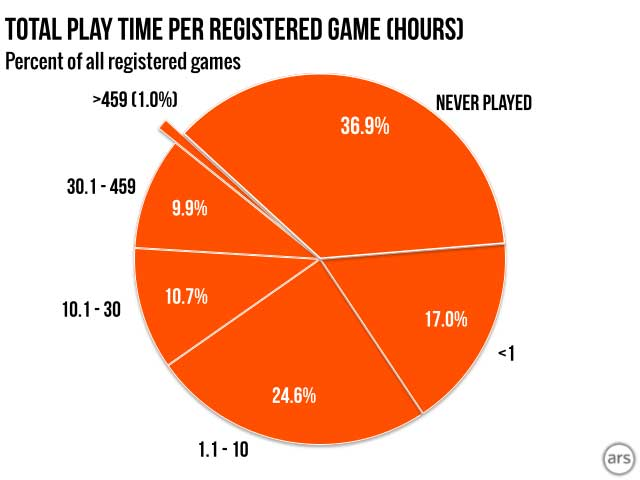 TOTAL PLAY TIME PER REGISTERED GAME (HOURS)
Percent of all registered games
>459 (1.0%)
NEVER PLAYED
36.9%
30.1 - 459
9.9%
10.7%
10.1 - 30
17.0%
<1
24.6%
1.1 - 10
ars